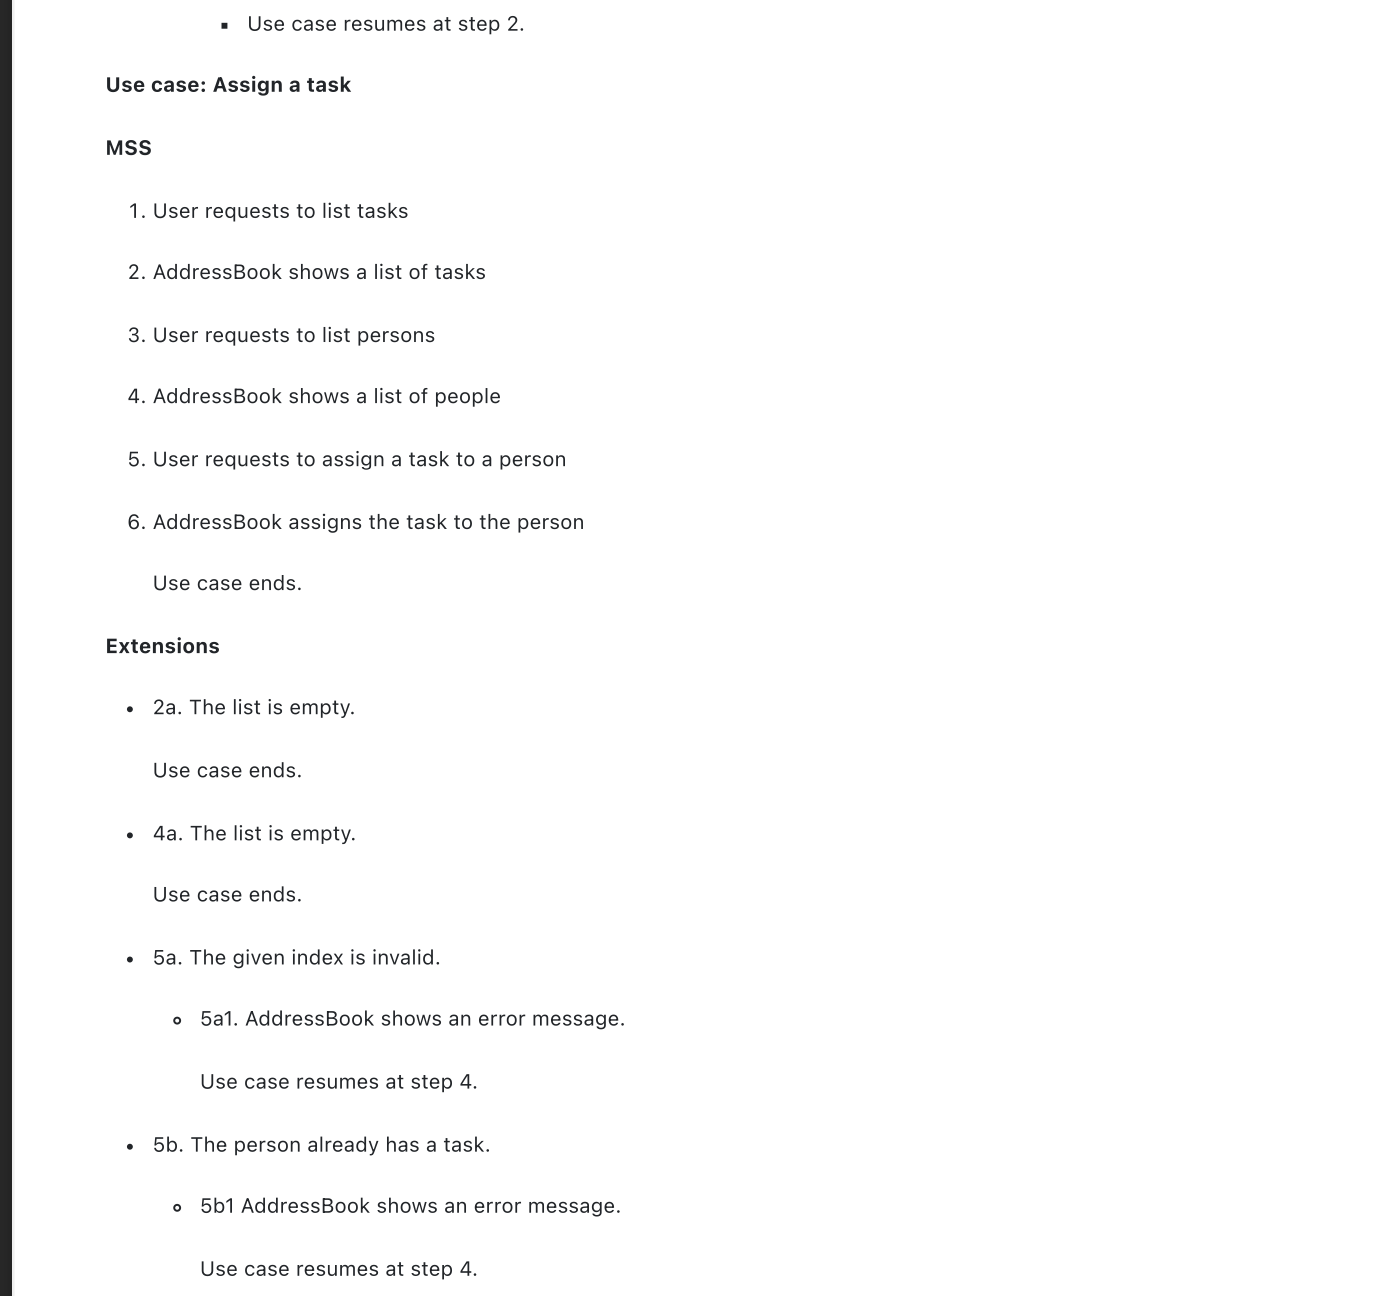 ▪ Use case resumes at step 2.
Use case: Assign a task
MSS
1. User requests to list tasks
2. AddressBook shows a list of tasks
3. User requests to list persons
4. AddressBook shows a list of people
5. User requests to assign a task to a person
6. AddressBook assigns the task to the person
Use case ends.
Extensions
• 2a. The list is empty.
Use case ends.
• 4a. The list is empty.
Use case ends.
• 5a. The given index is invalid.
◦ 5a1. AddressBook shows an error message.
Use case resumes at step 4.
• 5b. The person already has a task.
◦ 5b1 AddressBook shows an error message.
Use case resumes at step 4.